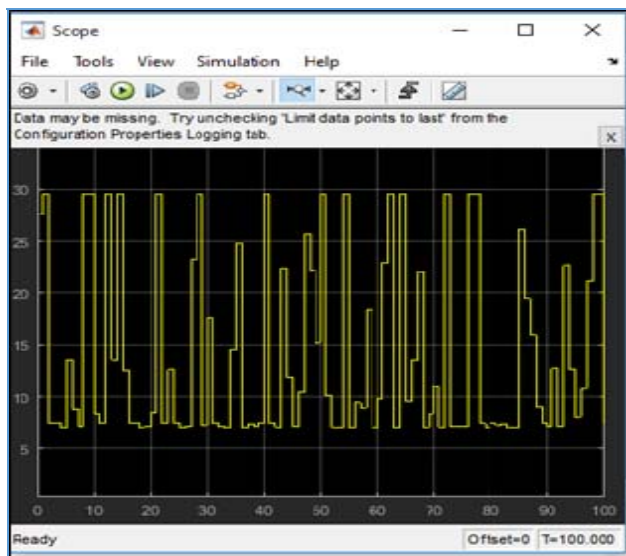 Scope
File Tools View Simulation Help
Data may be missing. Try unchecking 'Limit data points to last' from the
Configuration Properties Logging tab.
30
25
20
15
10
5
0 10 20 30 40 50 60 70 80 90 100
Ready Offset=0 T=100.000